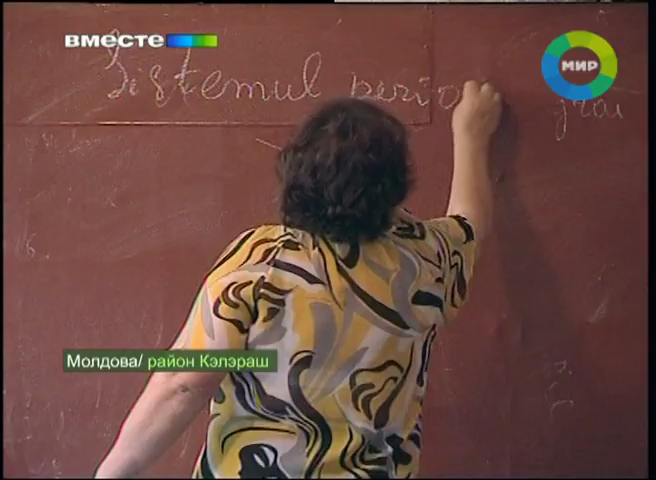 вместе
МИР
Sistemul perio
Молдова/ район Кэлэраш